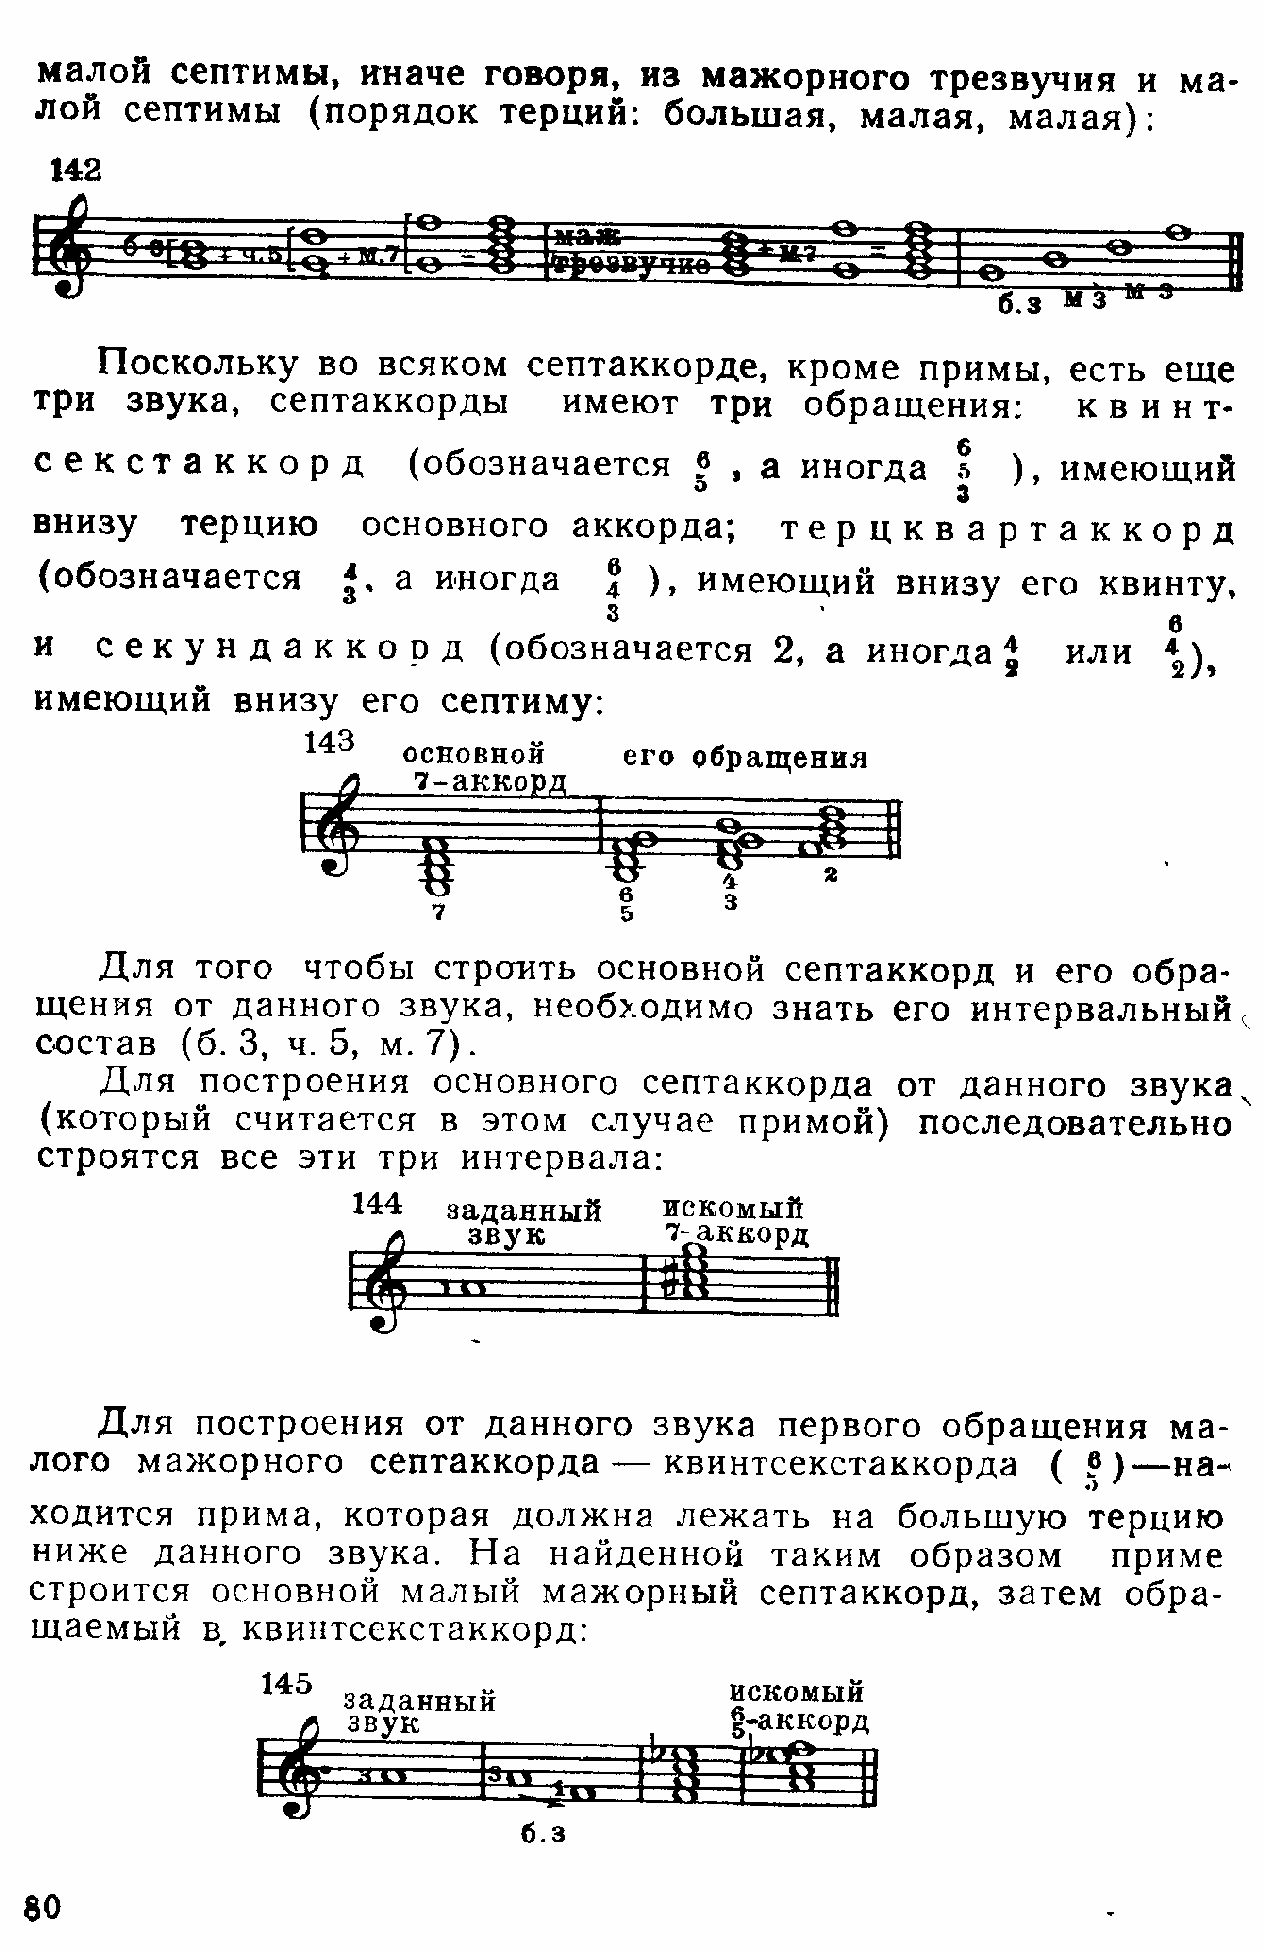 малой септимы, иначе говоря, из мажорного трезвучия и ма-
лой септимы (порядок терций: большая, малая, малая):
142
б 3 + ч.5 + м.7 = маж + м.7 =
трезвучие
б.з м 3 м 3
Поскольку во всяком септаккорде, кроме примы, есть еще
три звука, септаккорды имеют три обращения: к в и н т-
с е к с т а к к о р д (обозначается 6 5 , а иногда 6 5 3 ), имеющий
внизу терцию основного аккорда; т е р ц к в а р т а к к о р д
(обозначается 4 3, а иногда 6 4 3 ), имеющий внизу его квинту,
и с е к у н д а к к о р д (обозначается 2, а иногда 4 2 или 6 4 2),
имеющий внизу его септиму:
143
основной его обращения
7-аккорд
7 6 5 4 3 2
Для того чтобы строить основной септаккорд и его обра-
щения от данного звука, необходимо знать его интервальный
состав (б. 3, ч. 5, м. 7).
Для построения основного септаккорда от данного звука
(который считается в этом случае примой) последовательно
строятся все эти три интервала:
144 заданный искомый
звук 7-аккорд
1
Для построения от данного звука первого обращения ма-
лого мажорного септаккорда — квинтсекстаккорда ( 6 5 )—на-
ходится прима, которая должна лежать на большую терцию
ниже данного звука. На найденной таким образом приме
строится основной малый мажорный септаккорд, затем обра-
щаемый в квинтсекстаккорд:
145 заданный искомый
звук 6 5-аккорд
3 3 1
б.з
80